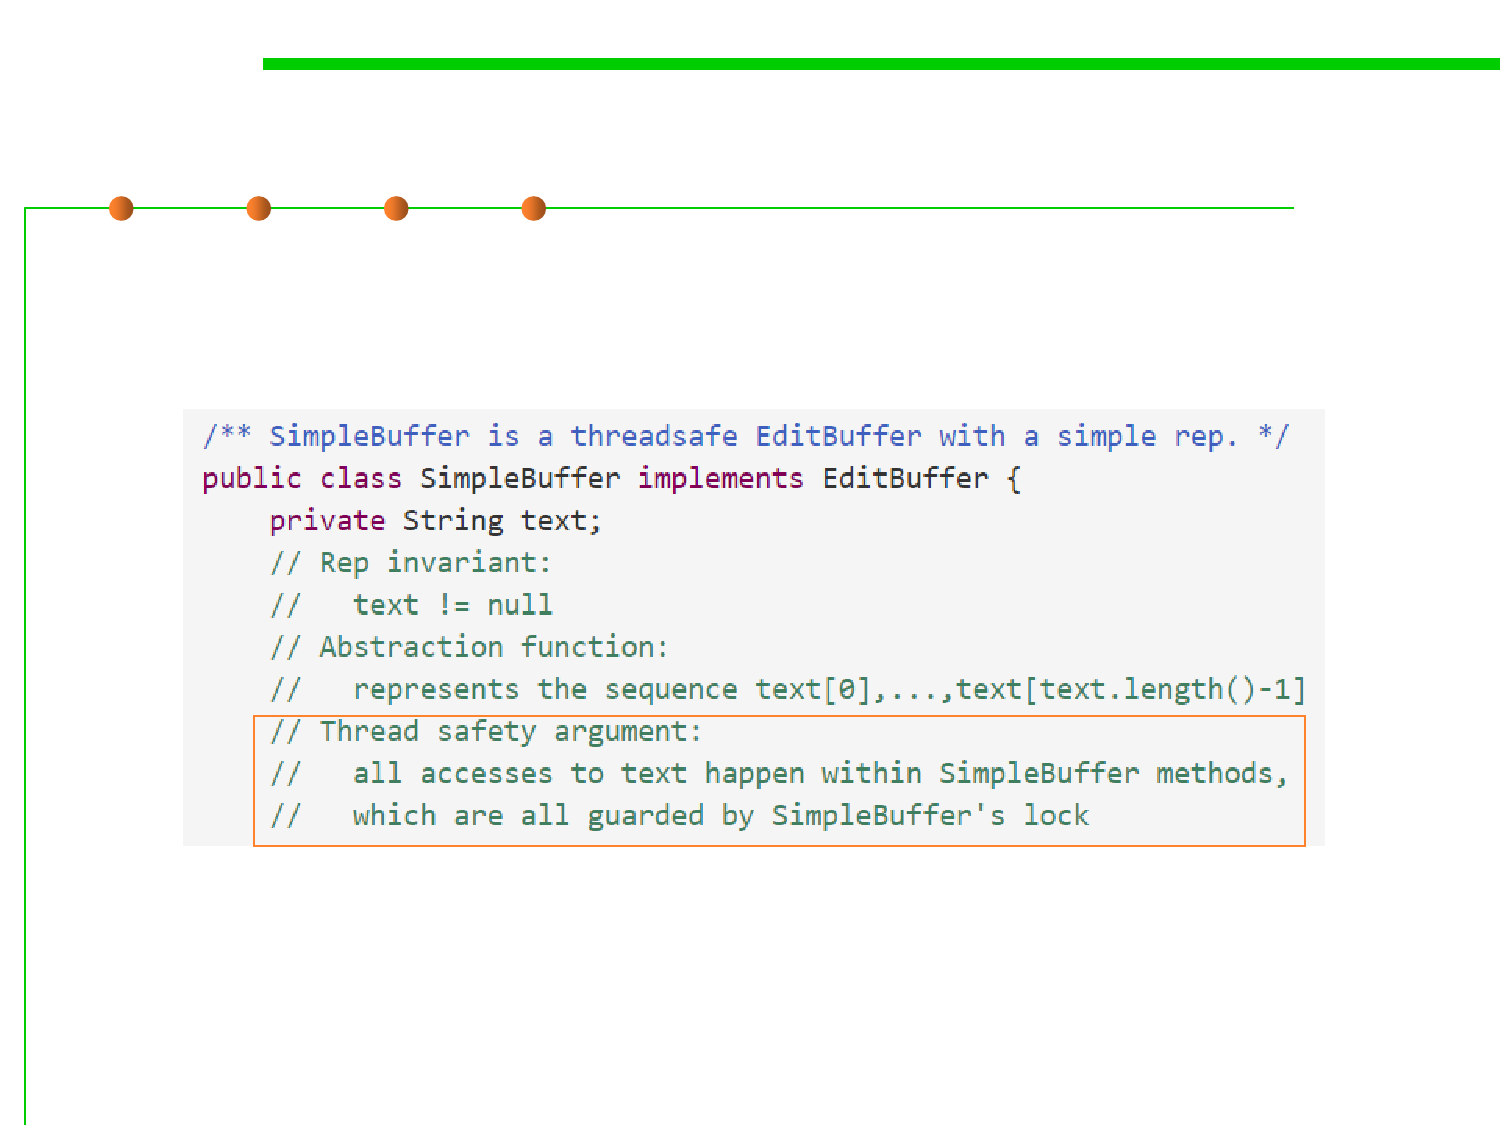 /** SimpleBuffer is a threadsafe EditBuffer with a simple rep. */
public class SimpleBuffer implements EditBuffer {
    private String text;
    // Rep invariant:
    //   text != null
    // Abstraction function:
    //   represents the sequence text[0],...,text[text.length()-1]
    // Thread safety argument:
    //   all accesses to text happen within SimpleBuffer methods,
    //   which are all guarded by SimpleBuffer's lock